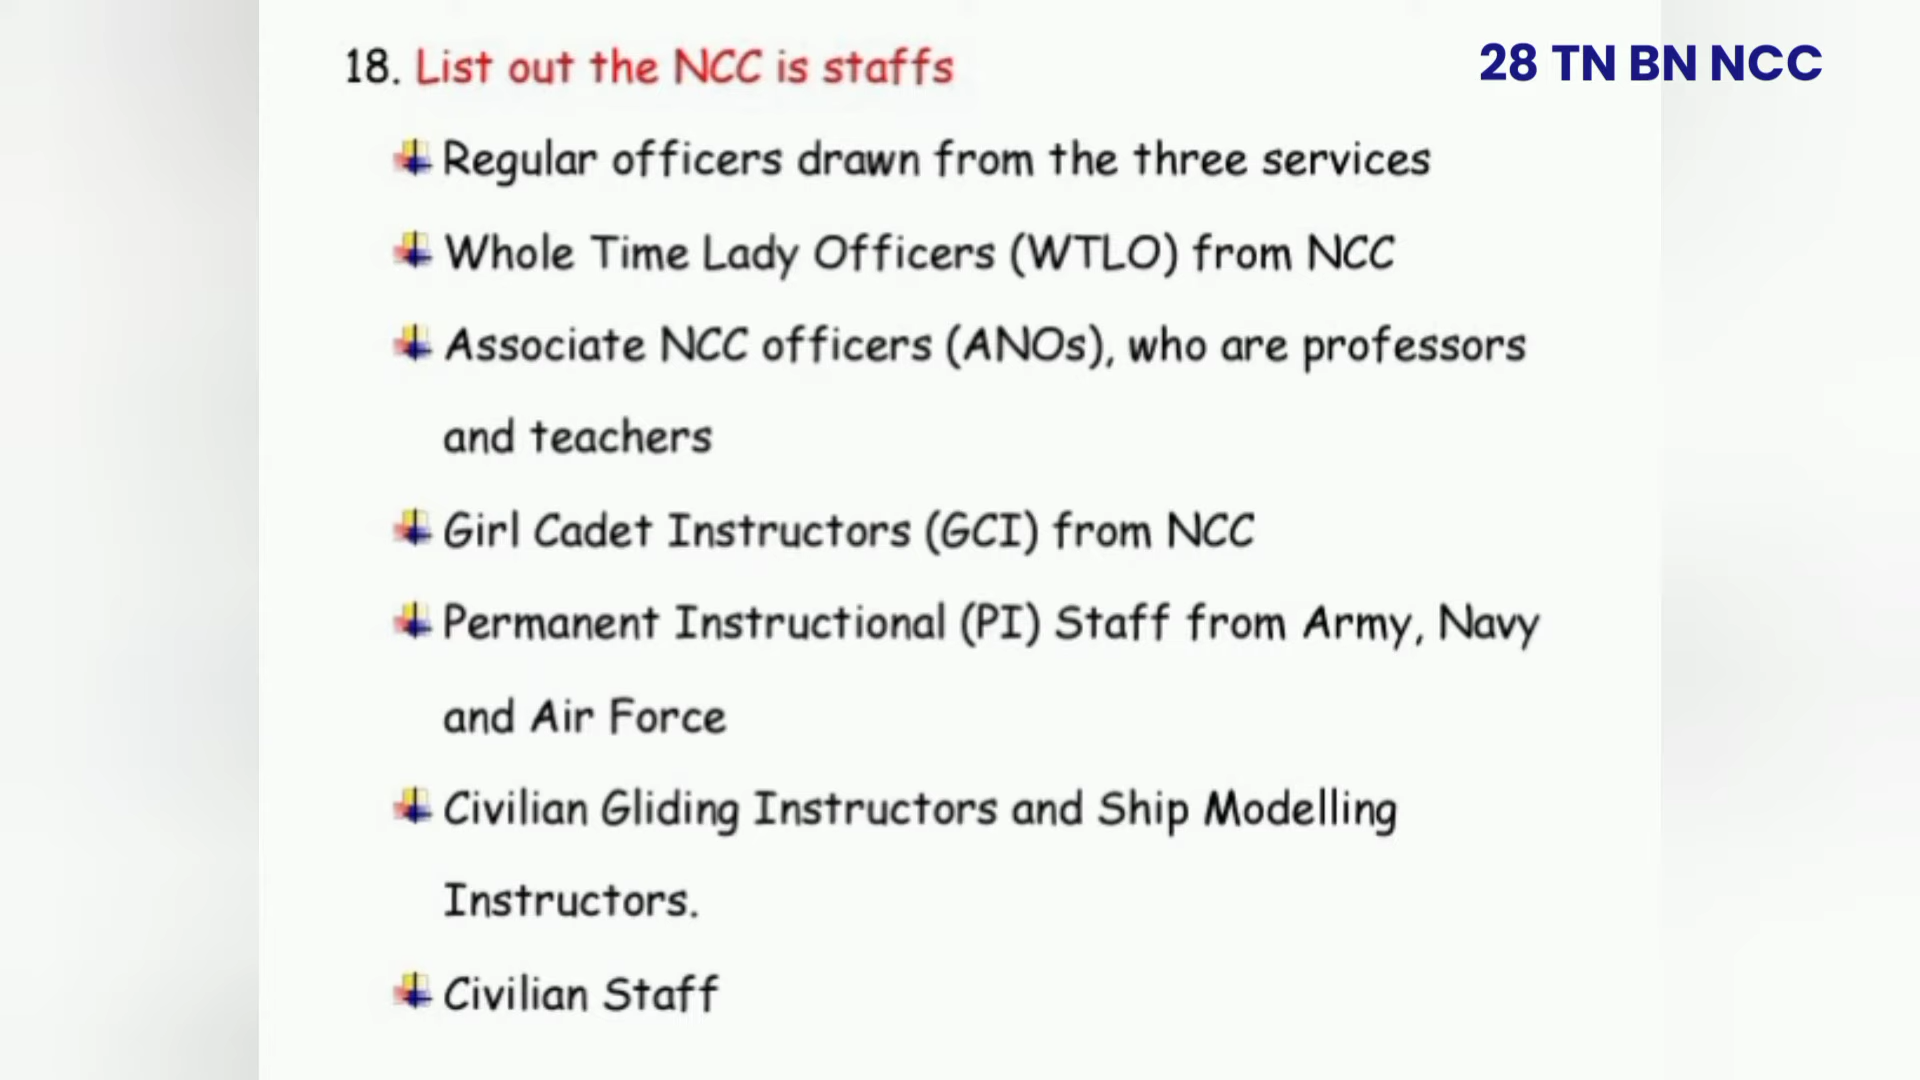 18. List out the NCC is staffs
28 TN BN NCC
Regular officers drawn from the three services
Whole Time Lady Officers (WTLO) from NCC
Associate NCC officers (ANOs), who are professors
and teachers
Girl Cadet Instructors (GCI) from NCC
Permanent Instructional (PI) Staff from Army, Navy
and Air Force
Civilian Gliding Instructors and Ship Modelling
Instructors.
Civilian Staff